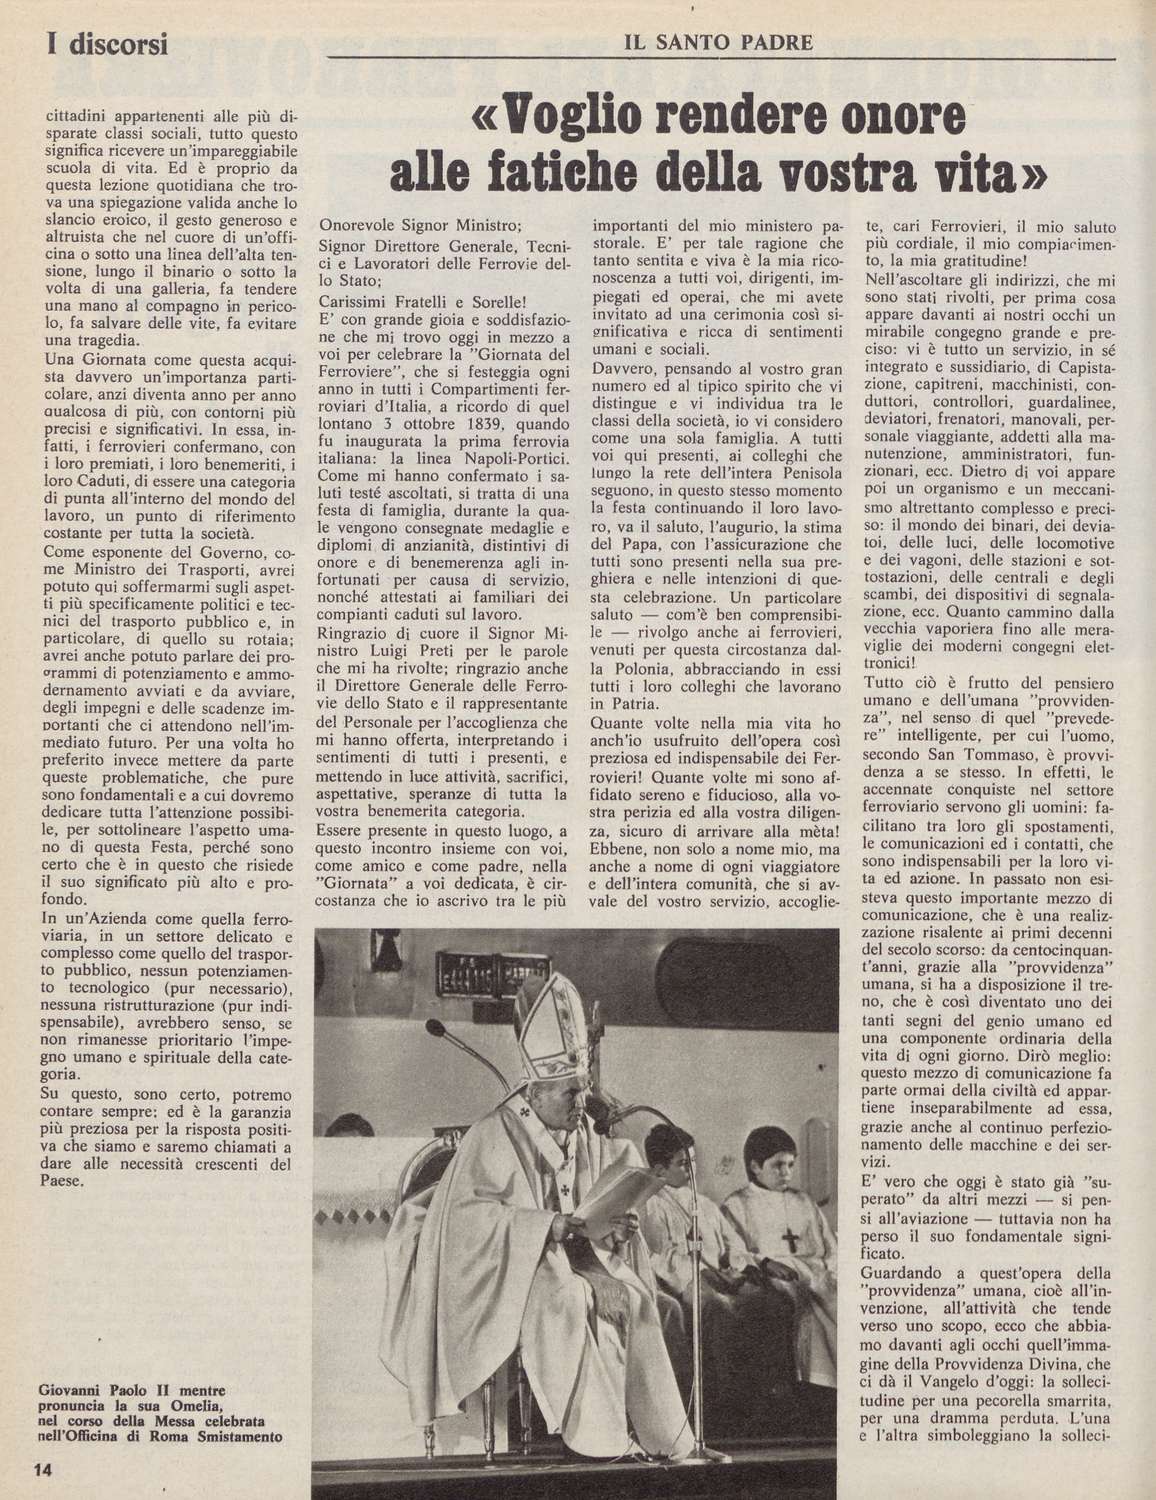 I discorsi
IL SANTO PADRE
«Voglio rendere onore
alle fatiche della vostra vita»
cittadini appartenenti alle più di-
sparate classi sociali, tutto questo
significa ricevere un'impareggiabile
scuola di vita. Ed è proprio da
questa lezione quotidiana che tro-
va una spiegazione valida anche lo
slancio eroico, il gesto generoso e
altruista che nel cuore di un'offi-
cina o sotto una linea dell'alta ten-
sione, lungo il binario o sotto la
volta di una galleria, fa tendere
una mano al compagno in perico-
lo, fa salvare delle vite, fa evitare
una tragedia.
Una Giornata come questa acqui-
sta davvero un'importanza parti-
colare, anzi diventa anno per anno
qualcosa di più, con contorni più
precisi e significativi. In essa, in-
fatti, i ferrovieri confermano, con
i loro premiati, i loro benemeriti, i
loro Caduti, di essere una categoria
di punta all'interno del mondo del
lavoro, un punto di riferimento
costante per tutta la società.
Come esponente del Governo, co-
me Ministro dei Trasporti, avrei
potuto qui soffermarmi sugli aspet-
ti più specificamente politici e tec-
nici del trasporto pubblico e, in
particolare, di quello su rotaia;
avrei anche potuto parlare dei pro-
grammi di potenziamento e ammo-
dernamento avviati e da avviare,
degli impegni e delle scadenze im-
portanti che ci attendono nell'im-
mediato futuro. Per una volta ho
preferito invece mettere da parte
queste problematiche, che pure
sono fondamentali e a cui dovremo
dedicare tutta l'attenzione possibi-
le, per sottolineare l'aspetto uma-
no di questa Festa, perché sono
certo che è in questo che risiede
il suo significato più alto e pro-
fondo.
In un'Azienda come quella ferro-
viaria, in un settore delicato e
complesso come quello del traspor-
to pubblico, nessun potenziamen-
to tecnologico (pur necessario),
nessuna ristrutturazione (pur indi-
spensabile), avrebbero senso, se
non rimanesse prioritario l'impe-
gno umano e spirituale della cate-
goria.
Su questo, sono certo, potremo
contare sempre; ed è la garanzia
più preziosa per la risposta positi-
va che siamo e saremo chiamati a
dare alle necessità crescenti del
Paese.
Onorevole Signor Ministro;
Signor Direttore Generale, Tecni-
ci e Lavoratori delle Ferrovie del-
lo Stato;
Carissimi Fratelli e Sorelle!
E' con grande gioia e soddisfazio-
ne che mi trovo oggi in mezzo a
voi per celebrare la "Giornata del
Ferroviere", che si festeggia ogni
anno in tutti i Compartimenti fer-
roviari d'Italia, a ricordo di quel
lontano 3 ottobre 1839, quando
fu inaugurata la prima ferrovia
italiana: la linea Napoli-Portici.
Come mi hanno confermato i sa-
luti testé ascoltati, si tratta di una
festa di famiglia, durante la qua-
le vengono consegnate medaglie e
diplomi di anzianità, distintivi di
onore e di benemerenza agli in-
fortunati per causa di servizio,
nonché attestati ai familiari dei
compianti caduti sul lavoro.
Ringrazio di cuore il Signor Mi-
nistro Luigi Preti per le parole
che mi ha rivolte; ringrazio anche
il Direttore Generale delle Ferro-
vie dello Stato e il rappresentante
del Personale per l'accoglienza che
mi hanno offerta, interpretando i
sentimenti di tutti i presenti, e
mettendo in luce attività, sacrifici,
aspettative, speranze di tutta la
vostra benemerita categoria.
Essere presente in questo luogo, a
questo incontro insieme con voi,
come amico e come padre, nella
"Giornata" a voi dedicata, è cir-
costanza che io ascrivo tra le più
importanti del mio ministero pa-
storale. E' per tale ragione che
tanto sentita e viva è la mia rico-
noscenza a tutti voi, dirigenti, im-
piegati ed operai, che mi avete
invitato ad una cerimonia così si-
gnificativa e ricca di sentimenti
umani e sociali.
Davvero, pensando al vostro gran
numero ed al tipico spirito che vi
distingue e vi individua tra le
classi della società, io vi considero
come una sola famiglia. A tutti
voi qui presenti, ai colleghi che
lungo la rete dell'intera Penisola
seguono, in questo stesso momento
la festa continuando il loro lavo-
ro, va il saluto, l'augurio, la stima
del Papa, con l'assicurazione che
tutti sono presenti nella sua pre-
ghiera e nelle intenzioni di que-
sta celebrazione. Un particolare
saluto — com'è ben comprensibi-
le — rivolgo anche ai ferrovieri,
venuti per questa circostanza dal-
la Polonia, abbracciando in essi
tutti i loro colleghi che lavorano
in Patria.
Quante volte nella mia vita ho
anch'io usufruito dell'opera così
preziosa ed indispensabile dei Fer-
rovieri! Quante volte mi sono af-
fidato sereno e fiducioso, alla vo-
stra perizia ed alla vostra diligen-
za, sicuro di arrivare alla mèta!
Ebbene, non solo a nome mio, ma
anche a nome di ogni viaggiatore
e dell'intera comunità, che si av-
vale del vostro servizio, accoglie-
te, cari Ferrovieri, il mio saluto
più cordiale, il mio compiacimen-
to, la mia gratitudine!
Nell'ascoltare gli indirizzi, che mi
sono stati rivolti, per prima cosa
appare davanti ai nostri occhi un
mirabile congegno grande e pre-
ciso: vi è tutto un servizio, in sé
integrato e sussidiario, di Capista-
zione, capitreni, macchinisti, con-
duttori, controllori, guardalinee,
deviatori, frenatori, manovali, per-
sonale viaggiante, addetti alla ma-
nutenzione, amministratori, fun-
zionari, ecc. Dietro di voi appare
poi un organismo e un meccani-
smo altrettanto complesso e preci-
so: il mondo dei binari, dei devia-
toi, delle luci, delle locomotive
e dei vagoni, delle stazioni e sot-
tostazioni, delle centrali e degli
scambi, dei dispositivi di segnala-
zione, ecc. Quanto cammino dalla
vecchia vaporiera fino alle mera-
viglie dei moderni congegni elet-
tronici!
Tutto ciò è frutto del pensiero
umano e dell'umana "provviden-
za", nel senso di quel "prevede-
re" intelligente, per cui l'uomo,
secondo San Tommaso, è provvi-
denza a se stesso. In effetti, le
accennate conquiste nel settore
ferroviario servono gli uomini: fa-
cilitano tra loro gli spostamenti,
le comunicazioni ed i contatti, che
sono indispensabili per la loro vi-
ta ed azione. In passato non esi-
steva questo importante mezzo di
comunicazione, che è una realiz-
zazione risalente ai primi decenni
del secolo scorso: da centocinquan-
t'anni, grazie alla "provvidenza"
umana, si ha a disposizione il tre-
no, che è così diventato uno dei
tanti segni del genio umano ed
una componente ordinaria della
vita di ogni giorno. Dirò meglio:
questo mezzo di comunicazione fa
parte ormai della civiltà ed appar-
tiene inseparabilmente ad essa,
grazie anche al continuo perfezio-
namento delle macchine e dei ser-
vizi.
E' vero che oggi è stato già "su-
perato" da altri mezzi — si pen-
si all'aviazione — tuttavia non ha
perso il suo fondamentale signi-
ficato.
Guardando a quest'opera della
"provvidenza" umana, cioè all'in-
venzione, all'attività che tende
verso uno scopo, ecco che abbia-
mo davanti agli occhi quell'imma-
gine della Provvidenza Divina, che
ci dà il Vangelo d'oggi: la solleci-
tudine per una pecorella smarrita,
per una dramma perduta. L'una
e l'altra simboleggiano la solleci-
Giovanni Paolo II mentre
pronuncia la sua Omelia,
nel corso della Messa celebrata
nell'Officina di Roma Smistamento
14